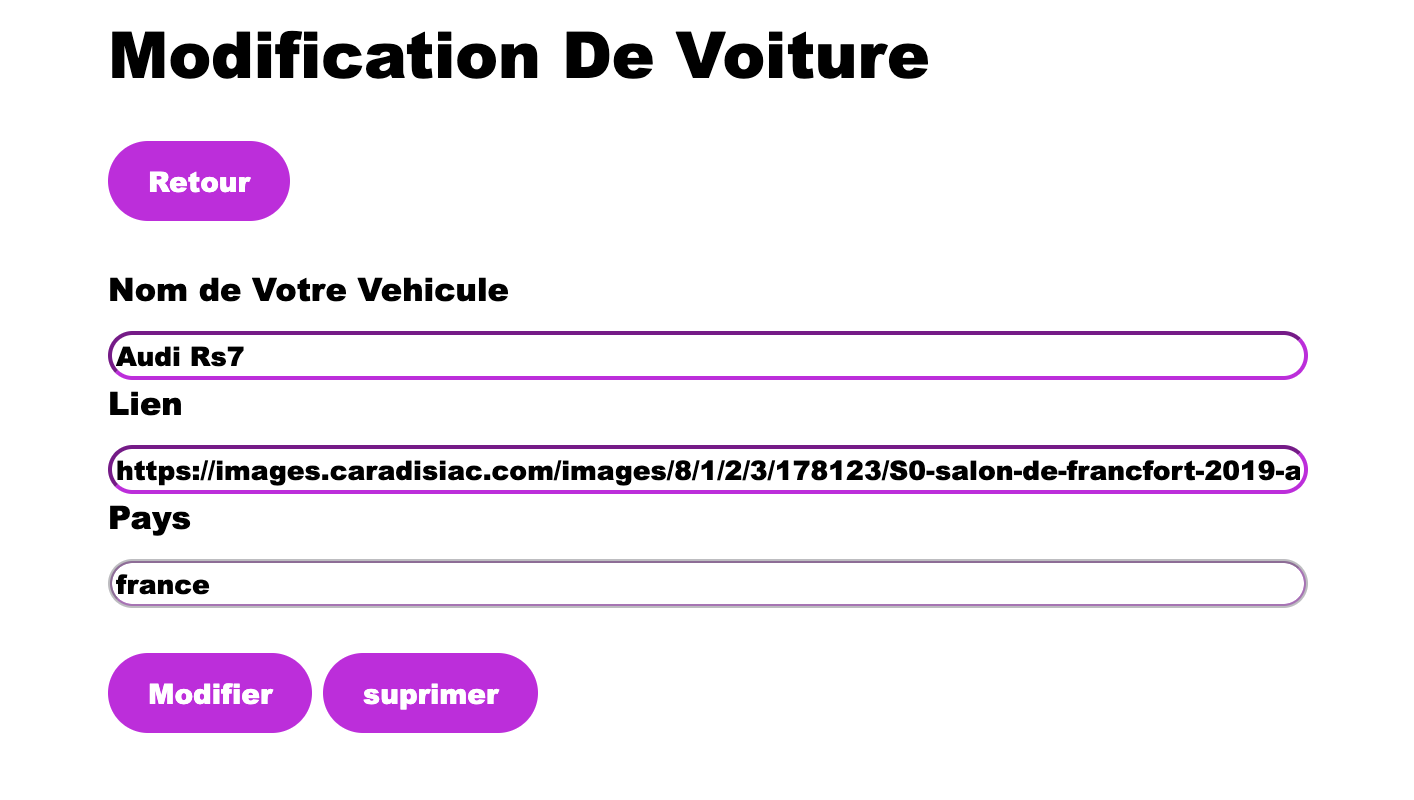 Modification De Voiture
Retour
Nom de Votre Vehicule
Audi Rs7
Lien
https://images.caradisiac.com/images/8/1/2/3/178123/S0-salon-de-francfort-2019-a
Pays
france
Modifier suprimer